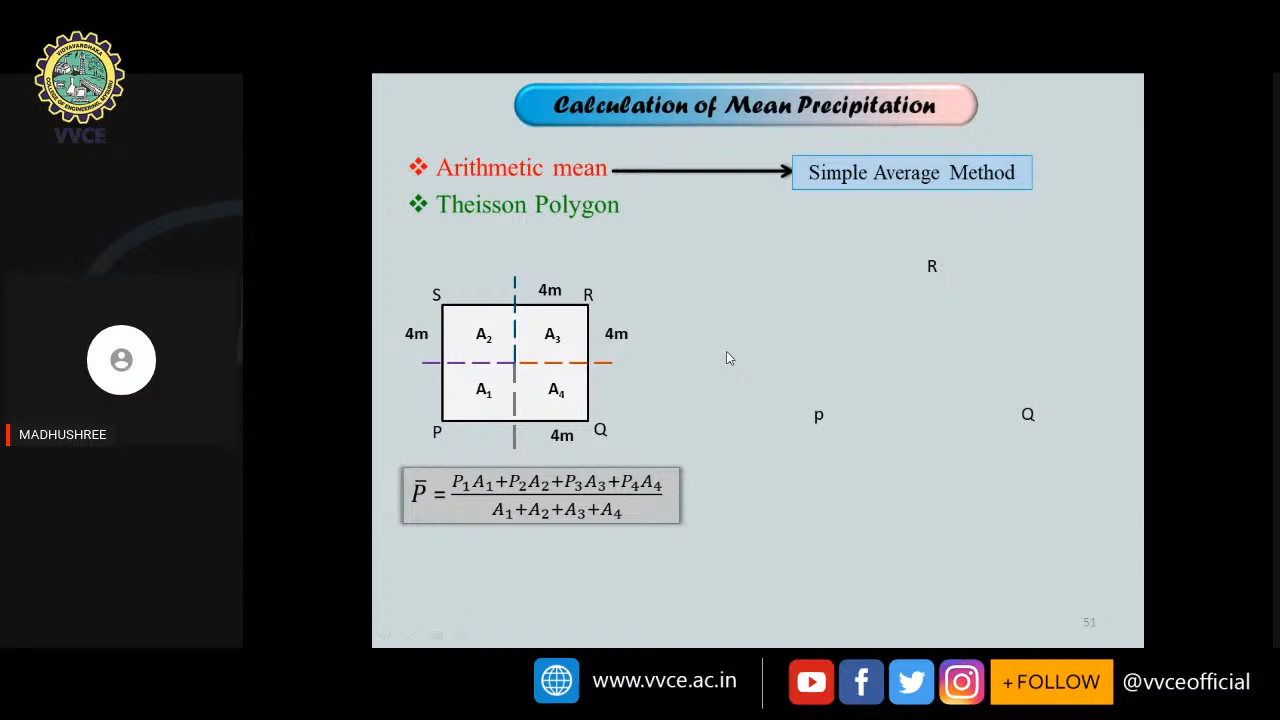 VIDYAVARDHAKA
COLLEGE OF ENGINEERING, MYSURU
VVCE
Calculation of Mean Precipitation
❖ Arithmetic mean
Simple Average Method
❖ Theisson Polygon
R
S
4m
R
4m
A₂
A₃
4m
A₁
A₄
p
Q
P
4m
Q
P̄ = (P₁A₁+P₂A₂+P₃A₃+P₄A₄)/(A₁+A₂+A₃+A₄)
MADHUSHREE
51
www.vvce.ac.in
+ FOLLOW
@vvceofficial